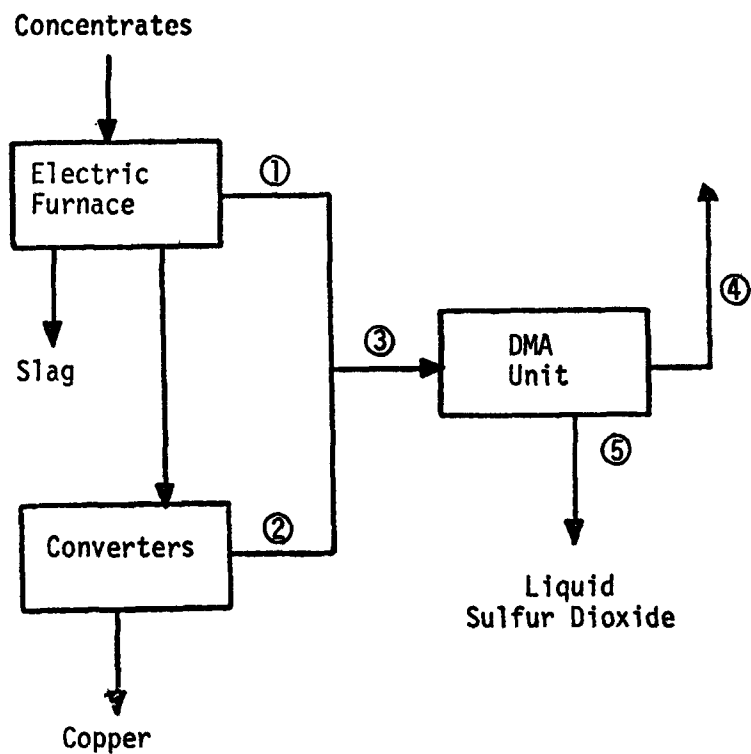 Concentrates
Electric
Furnace
①
③
④
DMA
Unit
Slag
⑤
②
Converters
Liquid
Sulfur Dioxide
Copper